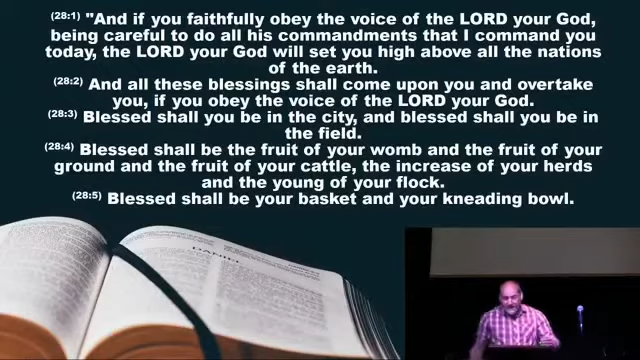 (28:1) "And if you faithfully obey the voice of the LORD your God,
being careful to do all his commandments that I command you
today, the LORD your God will set you high above all the nations
of the earth.
(28:2) And all these blessings shall come upon you and overtake
you, if you obey the voice of the LORD your God.
(28:3) Blessed shall you be in the city, and blessed shall you be in
the field.
(28:4) Blessed shall be the fruit of your womb and the fruit of your
ground and the fruit of your cattle, the increase of your herds
and the young of your flock.
(28:5) Blessed shall be your basket and your kneading bowl.
DANIEL